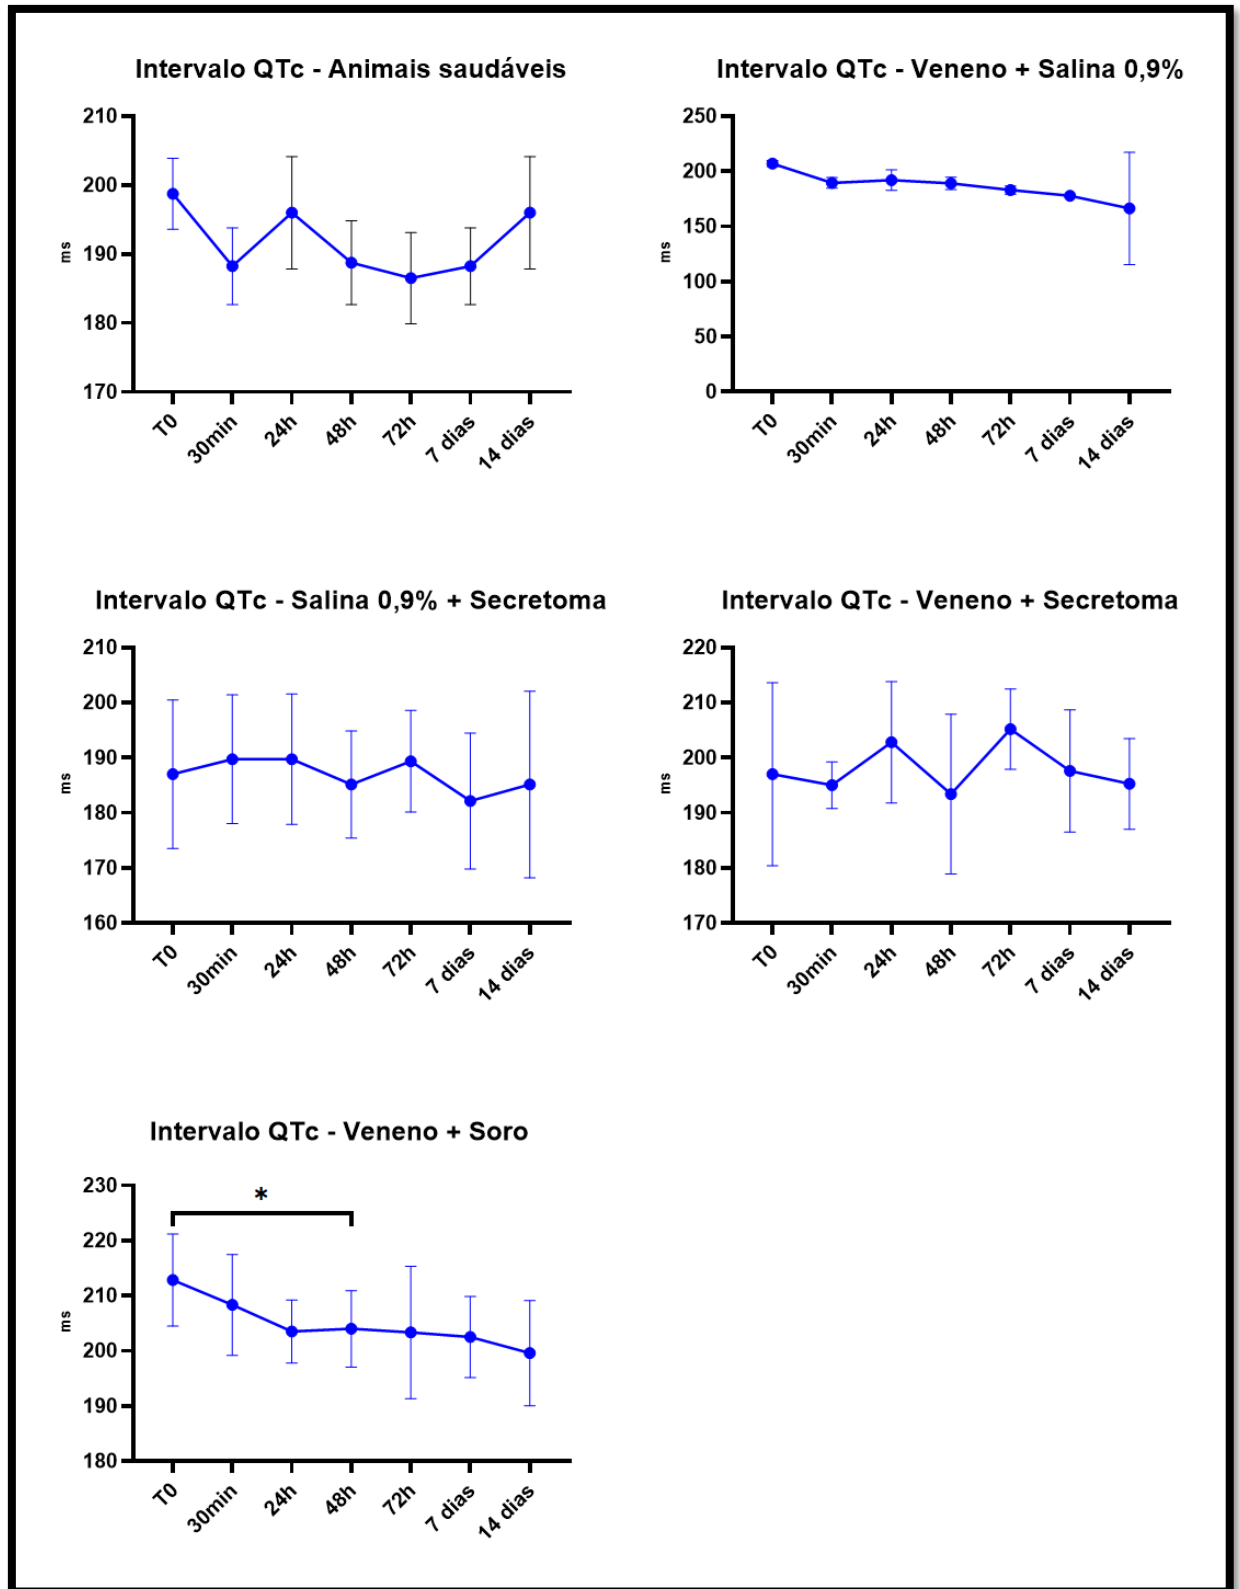 Intervalo QTc - Animais saudáveis
210
200
190
180
170
ms
T0
30min
24h
48h
72h
7 dias
14 dias
Intervalo QTc - Veneno + Salina 0,9%
250
200
150
100
50
0
ms
T0
30min
24h
48h
72h
7 dias
14 dias
Intervalo QTc - Salina 0,9% + Secretoma
210
200
190
180
170
160
ms
T0
30min
24h
48h
72h
7 dias
14 dias
Intervalo QTc - Veneno + Secretoma
220
210
200
190
180
170
ms
T0
30min
24h
48h
72h
7 dias
14 dias
Intervalo QTc - Veneno + Soro
230
220
210
200
190
180
ms
*
T0
30min
24h
48h
72h
7 dias
14 dias